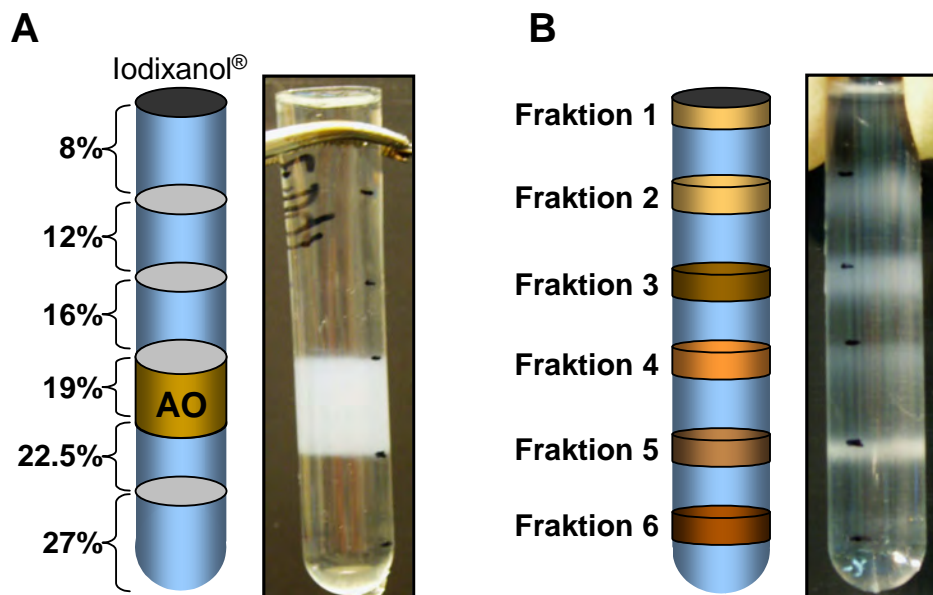 A
Iodixanol®
8%
12%
16%
19%
AO
22.5%
27%
B
Fraktion 1
Fraktion 2
Fraktion 3
Fraktion 4
Fraktion 5
Fraktion 6